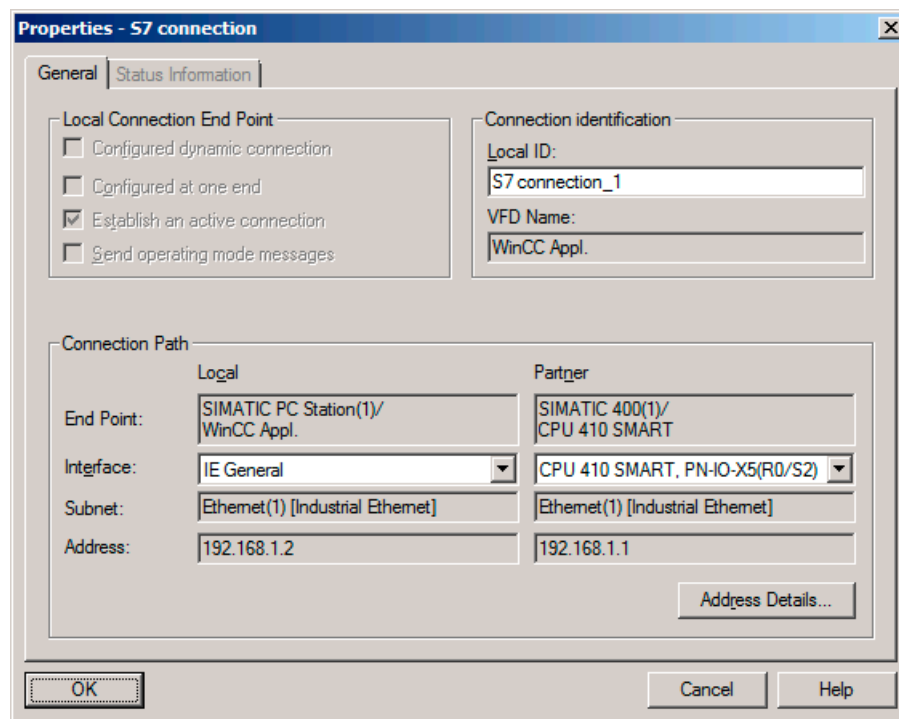 Properties - S7 connection
General
Status Information
Local Connection End Point
Configured dynamic connection
Configured at one end
Establish an active connection
Send operating mode messages
Connection identification
Local ID:
S7 connection_1
VFD Name:
WinCC Appl.
Connection Path
Local
Partner
End Point:
SIMATIC PC Station(1)/
WinCC Appl.
SIMATIC 400(1)/
CPU 410 SMART
Interface:
IE General
CPU 410 SMART, PN-IO-X5(R0/S2)
Subnet:
Ethernet(1) [Industrial Ethernet]
Ethernet(1) [Industrial Ethernet]
Address:
192.168.1.2
192.168.1.1
Address Details...
OK
Cancel
Help